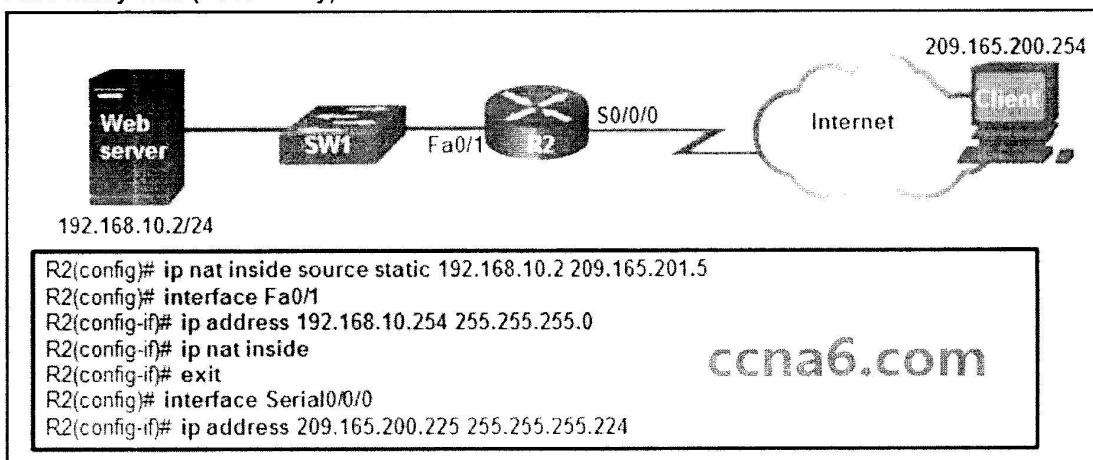 209.165.200.254
Web
server
SW1
Fa0/1
R2
S0/0/0
Internet
Client
192.168.10.2/24
R2(config)# ip nat inside source static 192.168.10.2 209.165.201.5
R2(config)# interface Fa0/1
R2(config-if)# ip address 192.168.10.254 255.255.255.0
R2(config-if)# ip nat inside
R2(config-if)# exit
R2(config)# interface Serial0/0/0
R2(config-if)# ip address 209.165.200.225 255.255.255.224
ccna6.com